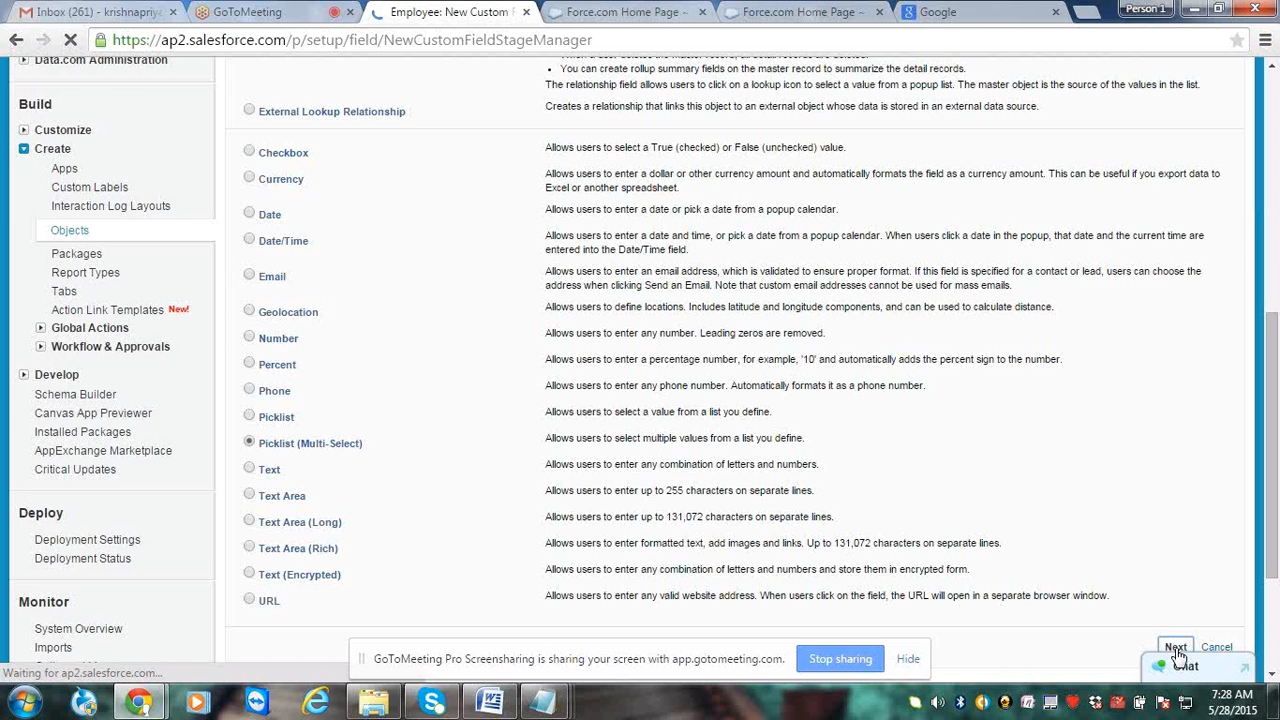 Inbox (261) - krishnapriy
GoToMeeting
Employee: New Custom F
Force.com Home Page ~
Force.com Home Page ~
Google
Person 1
https://ap2.salesforce.com/p/setup/field/NewCustomFieldStageManager
Data.com Administration
Build
Customize
Create
Apps
Custom Labels
Interaction Log Layouts
Objects
Packages
Report Types
Tabs
Action Link Templates New!
Global Actions
Workflow & Approvals
Develop
Schema Builder
Canvas App Previewer
Installed Packages
AppExchange Marketplace
Critical Updates
Deploy
Deployment Settings
Deployment Status
Monitor
System Overview
Imports
• You can create rollup summary fields on the master record to summarize the detail records.
The relationship field allows users to click on a lookup icon to select a value from a popup list. The master object is the source of the values in the list.
External Lookup Relationship
Creates a relationship that links this object to an external object whose data is stored in an external data source.
Checkbox
Allows users to select a True (checked) or False (unchecked) value.
Currency
Allows users to enter a dollar or other currency amount and automatically formats the field as a currency amount. This can be useful if you export data to
Excel or another spreadsheet.
Date
Allows users to enter a date or pick a date from a popup calendar.
Date/Time
Allows users to enter a date and time, or pick a date from a popup calendar. When users click a date in the popup, that date and the current time are
entered into the Date/Time field.
Email
Allows users to enter an email address, which is validated to ensure proper format. If this field is specified for a contact or lead, users can choose the
address when clicking Send an Email. Note that custom email addresses cannot be used for mass emails.
Geolocation
Allows users to define locations. Includes latitude and longitude components, and can be used to calculate distance.
Number
Allows users to enter any number. Leading zeros are removed.
Percent
Allows users to enter a percentage number, for example, '10' and automatically adds the percent sign to the number.
Phone
Allows users to enter any phone number. Automatically formats it as a phone number.
Picklist
Allows users to select a value from a list you define.
Picklist (Multi-Select)
Allows users to select multiple values from a list you define.
Text
Allows users to enter any combination of letters and numbers.
Text Area
Allows users to enter up to 255 characters on separate lines.
Text Area (Long)
Allows users to enter up to 131,072 characters on separate lines.
Text Area (Rich)
Allows users to enter formatted text, add images and links. Up to 131,072 characters on separate lines.
Text (Encrypted)
Allows users to enter any combination of letters and numbers and store them in encrypted form.
URL
Allows users to enter any valid website address. When users click on the field, the URL will open in a separate browser window.
Next Cancel
Chat
GoToMeeting Pro Screensharing is sharing your screen with app.gotomeeting.com.
Stop sharing
Hide
Waiting for ap2.salesforce.com...
7:28 AM
5/28/2015